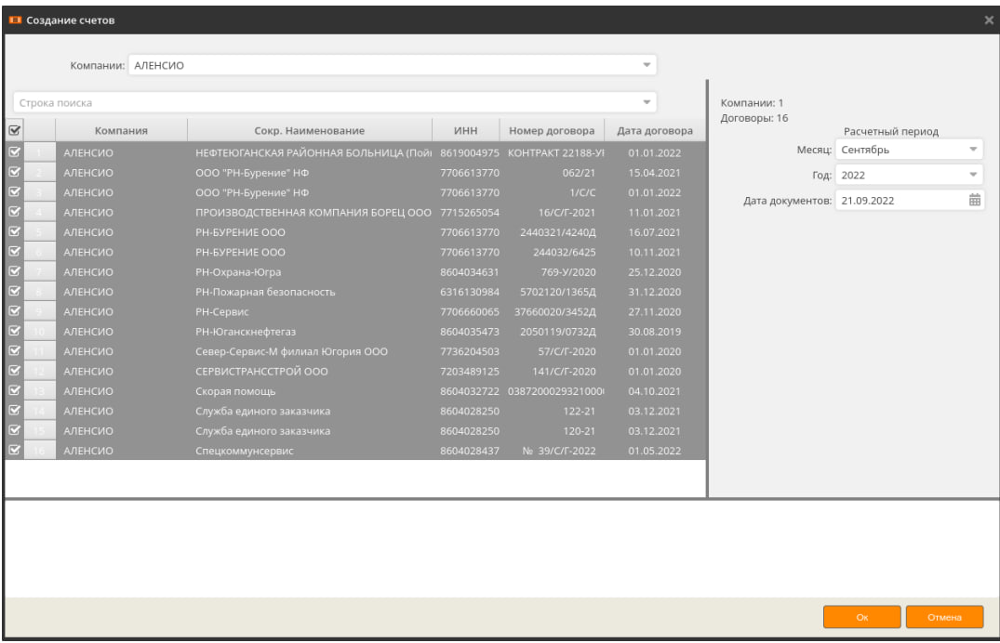 Создание счетов
Компании: АЛЕНСИО
Строка поиска
Компания Сокр. Наименование ИНН Номер договора Дата договора
1 АЛЕНСИО НЕФТЕЮГАНСКАЯ РАЙОННАЯ БОЛЬНИЦА 8619004975 КОНТРАКТ 01.01.2022
2 АЛЕНСИО ООО "РН-Бурение" НФ 7706613770 062/21 15.04.2021
3 АЛЕНСИО ООО "РН-Бурение" НФ 7706613770 1/С/С 01.01.2022
4 АЛЕНСИО ПРОИЗВОДСТВЕННАЯ КОМПАНИЯ БОРЕЦ ООО 7715265054 16/С/Г-2021 11.01.2021
5 АЛЕНСИО РН-БУРЕНИЕ ООО 7706613770 2440321/4240Д 16.07.2021
6 АЛЕНСИО РН-БУРЕНИЕ ООО 7706613770 244032/6425 10.11.2021
7 АЛЕНСИО РН-Охрана-Югра 8604034631 769-У/2020 25.12.2020
8 АЛЕНСИО РН-Пожарная безопасность 6316130984 5702120/1365Д 31.12.2020
9 АЛЕНСИО РН-Сервис 7706660065 37660020/3452Д 27.11.2020
10 АЛЕНСИО РН-Юганскнефтегаз 8604035473 2050119/0732Д 30.08.2019
11 АЛЕНСИО Север-Сервис-М филиал Югория ООО 7736204503 57/С/Г-2020 01.01.2020
12 АЛЕНСИО СЕРВИСТРАНССТРОЙ ООО 7203489125 141/С/Г-2020 01.01.2020
13 АЛЕНСИО Скорая помощь 8604032722 04.10.2021
14 АЛЕНСИО Служба единого заказчика 8604028250 122-21 03.12.2021
15 АЛЕНСИО Служба единого заказчика 8604028250 120-21 03.12.2021
16 АЛЕНСИО Спецкоммунсервис 8604028437 № 39/С/Г-2022 01.05.2022
Компании: 1
Договоры: 16
Расчетный период
Месяц: Сентябрь
Год: 2022
Дата документов: 21.09.2022
Ок Отмена